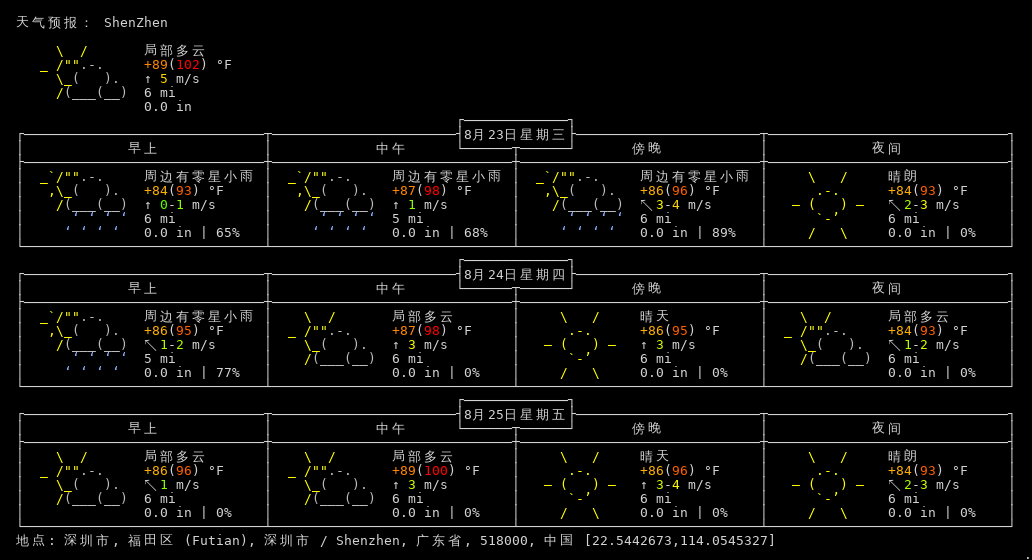 天气预报： ShenZhen
局部多云
+89(102) °F
↑ 5 m/s
6 mi
0.0 in
8月23日星期三
早上 中午 傍晚 夜间
周边有零星小雨 周边有零星小雨 周边有零星小雨 晴朗
+84(93) °F +87(98) °F +86(96) °F +84(93) °F
↑ 0-1 m/s ↑ 1 m/s ↖ 3-4 m/s ↖ 2-3 m/s
6 mi 5 mi 6 mi 6 mi
0.0 in | 65% 0.0 in | 68% 0.0 in | 89% 0.0 in | 0%
8月24日星期四
早上 中午 傍晚 夜间
周边有零星小雨 局部多云 晴天 局部多云
+86(95) °F +87(98) °F +86(95) °F +84(93) °F
↖ 1-2 m/s ↑ 3 m/s ↑ 3 m/s ↖ 1-2 m/s
5 mi 6 mi 6 mi 6 mi
0.0 in | 77% 0.0 in | 0% 0.0 in | 0% 0.0 in | 0%
8月25日星期五
早上 中午 傍晚 夜间
局部多云 局部多云 晴天 晴朗
+86(96) °F +89(100) °F +86(96) °F +84(93) °F
↖ 1 m/s ↑ 3 m/s ↑ 3-4 m/s ↖ 2-3 m/s
6 mi 6 mi 6 mi 6 mi
0.0 in | 0% 0.0 in | 0% 0.0 in | 0% 0.0 in | 0%
地点: 深圳市, 福田区 (Futian), 深圳市 / Shenzhen, 广东省, 518000, 中国 [22.5442673,114.0545327]